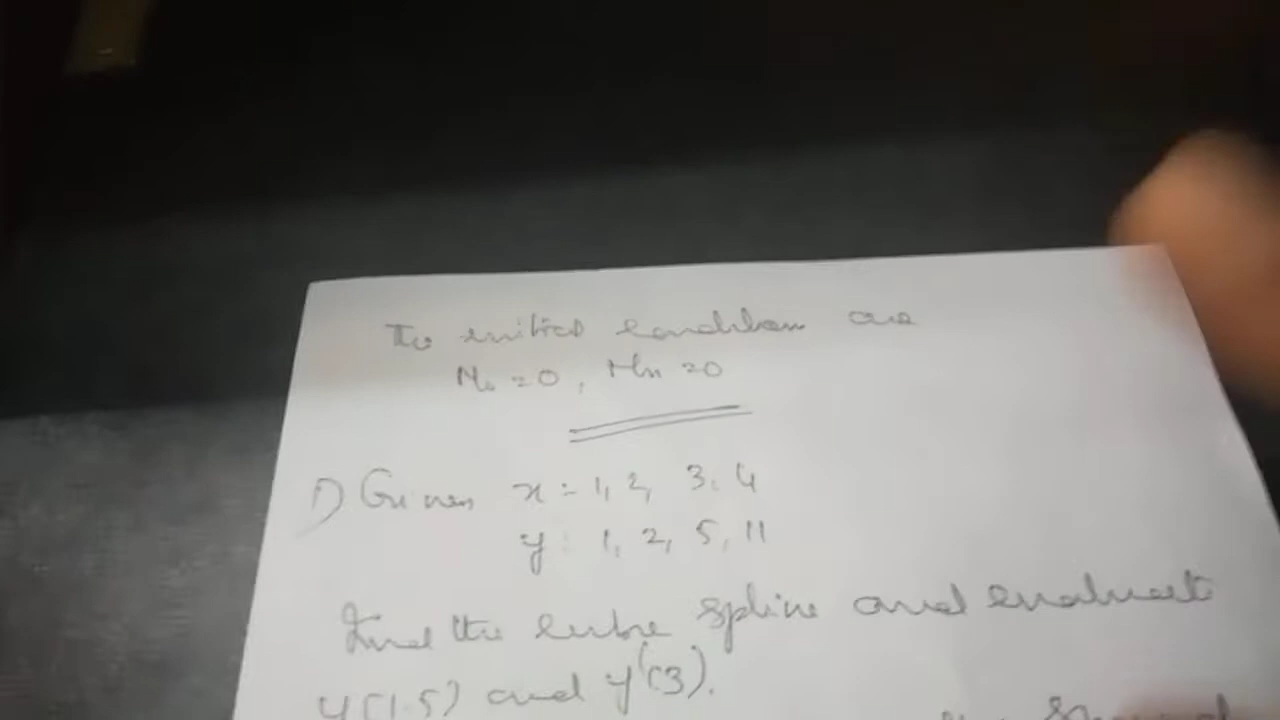 The initial condition are
M₀ = 0, Mn = 0
1) Given x : 1, 2, 3, 4
y : 1, 2, 5, 11
Find the cubic spline and evaluate
y(1.5) and y'(3).